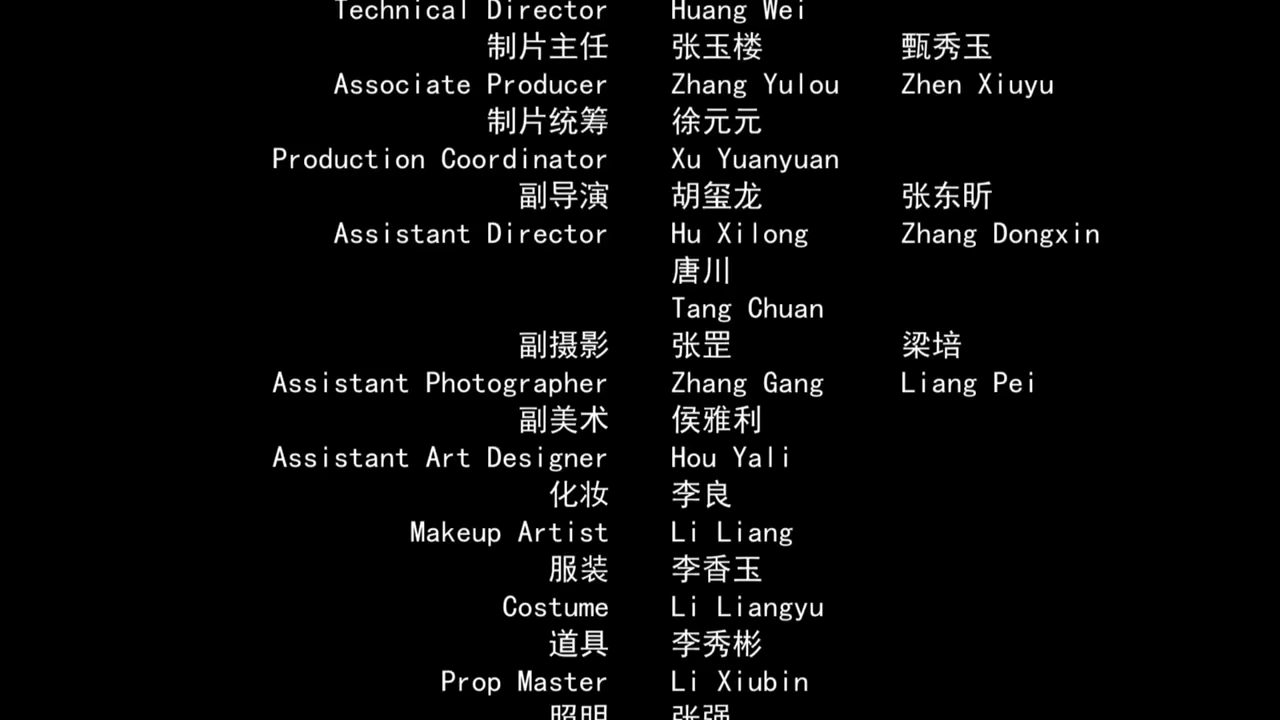 Technical Director Huang Wei
制片主任 张玉楼 甄秀玉
Associate Producer Zhang Yulou Zhen Xiuyu
制片统筹 徐元元
Production Coordinator Xu Yuanyuan
副导演 胡玺龙 张东昕
Assistant Director Hu Xilong Zhang Dongxin
唐川
Tang Chuan
副摄影 张罡 梁培
Assistant Photographer Zhang Gang Liang Pei
副美术 侯雅利
Assistant Art Designer Hou Yali
化妆 李良
Makeup Artist Li Liang
服装 李香玉
Costume Li Liangyu
道具 李秀彬
Prop Master Li Xiubin
照明 张强